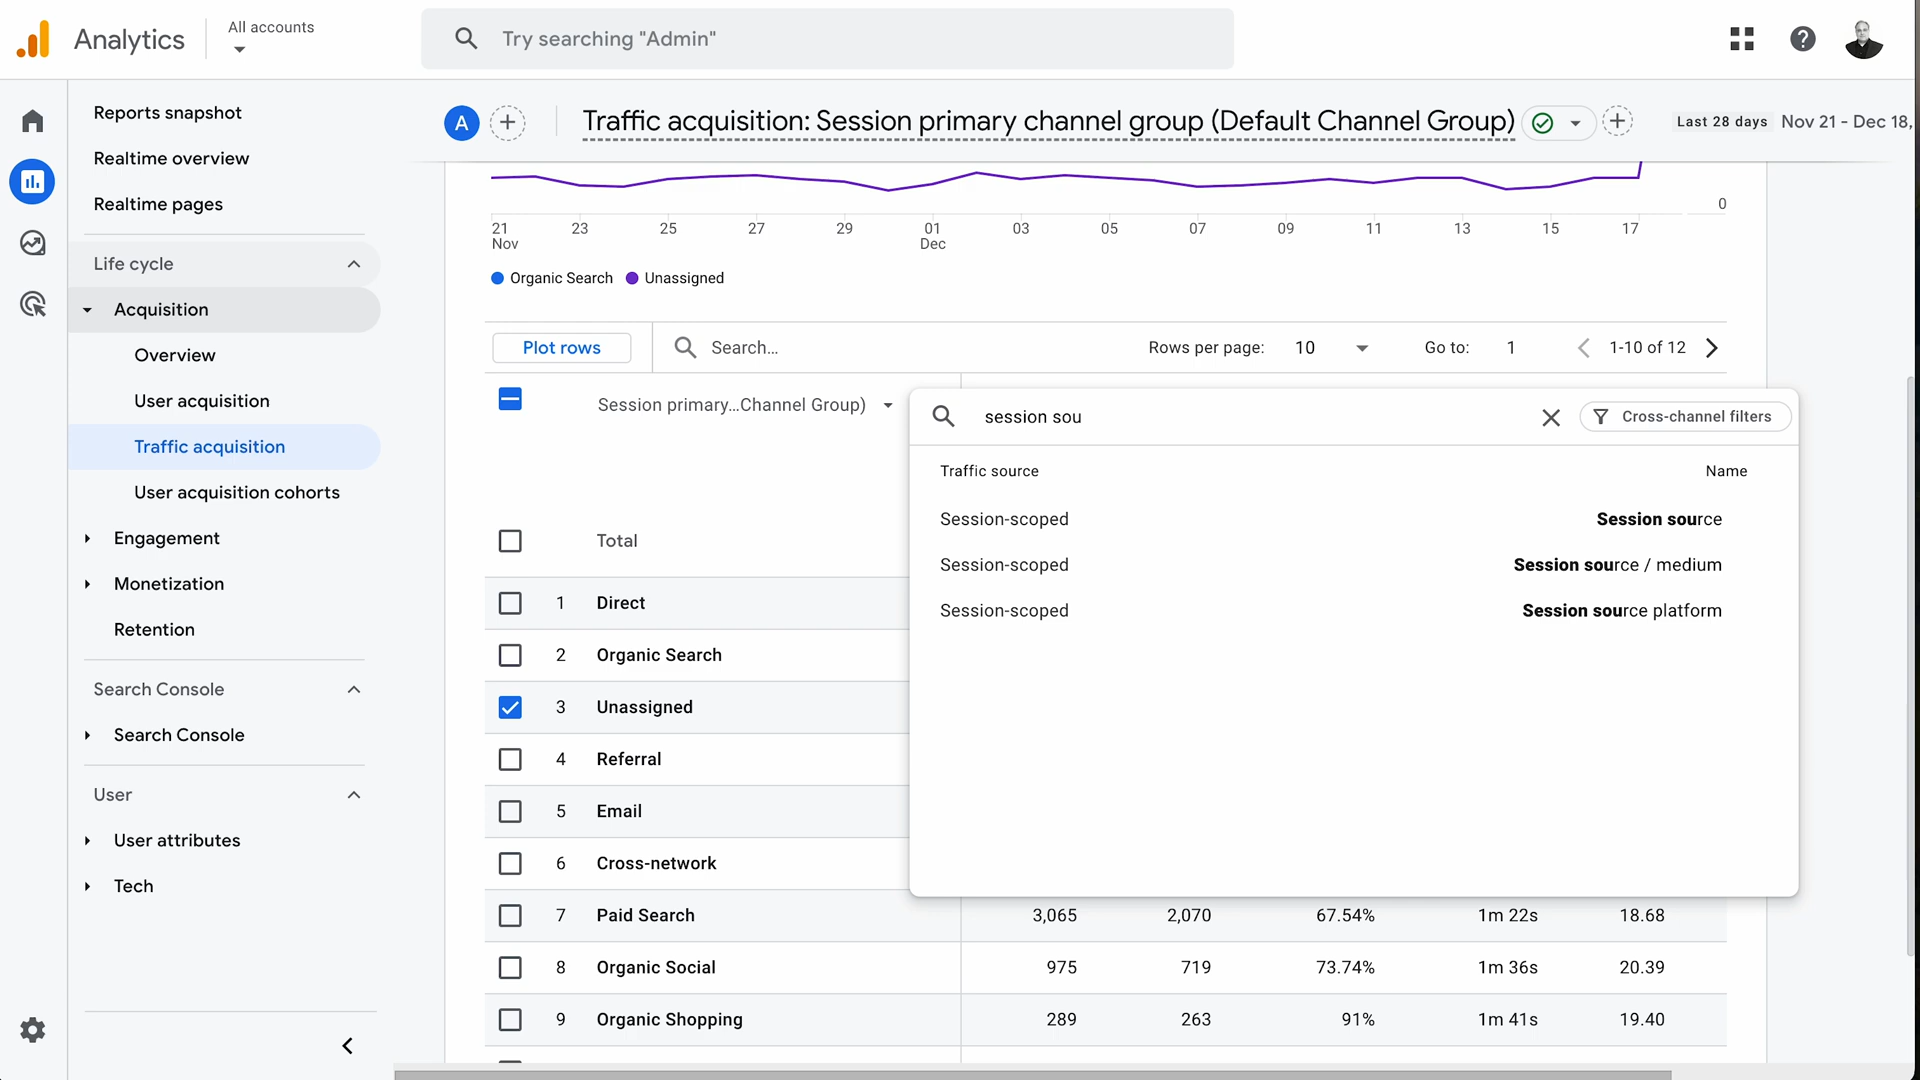 Analytics
All accounts
Try searching "Admin"
Reports snapshot
Realtime overview
Realtime pages
Life cycle
Acquisition
Overview
User acquisition
Traffic acquisition
User acquisition cohorts
Engagement
Monetization
Retention
Search Console
Search Console
User
User attributes
Tech
A
Traffic acquisition: Session primary channel group (Default Channel Group)
Last 28 days Nov 21 - Dec 18,
0
21 23 25 27 29 01 03 05 07 09 11 13 15 17
Nov Dec
Organic Search Unassigned
Plot rows Search... Rows per page: 10 Go to: 1 1-10 of 12
Session primary...Channel Group)
session sou Cross-channel filters
Traffic source Name
Session-scoped Session source
Session-scoped Session source / medium
Session-scoped Session source platform
Total
1 Direct
2 Organic Search
3 Unassigned
4 Referral
5 Email
6 Cross-network
7 Paid Search 3,065 2,070 67.54% 1m 22s 18.68
8 Organic Social 975 719 73.74% 1m 36s 20.39
9 Organic Shopping 289 263 91% 1m 41s 19.40